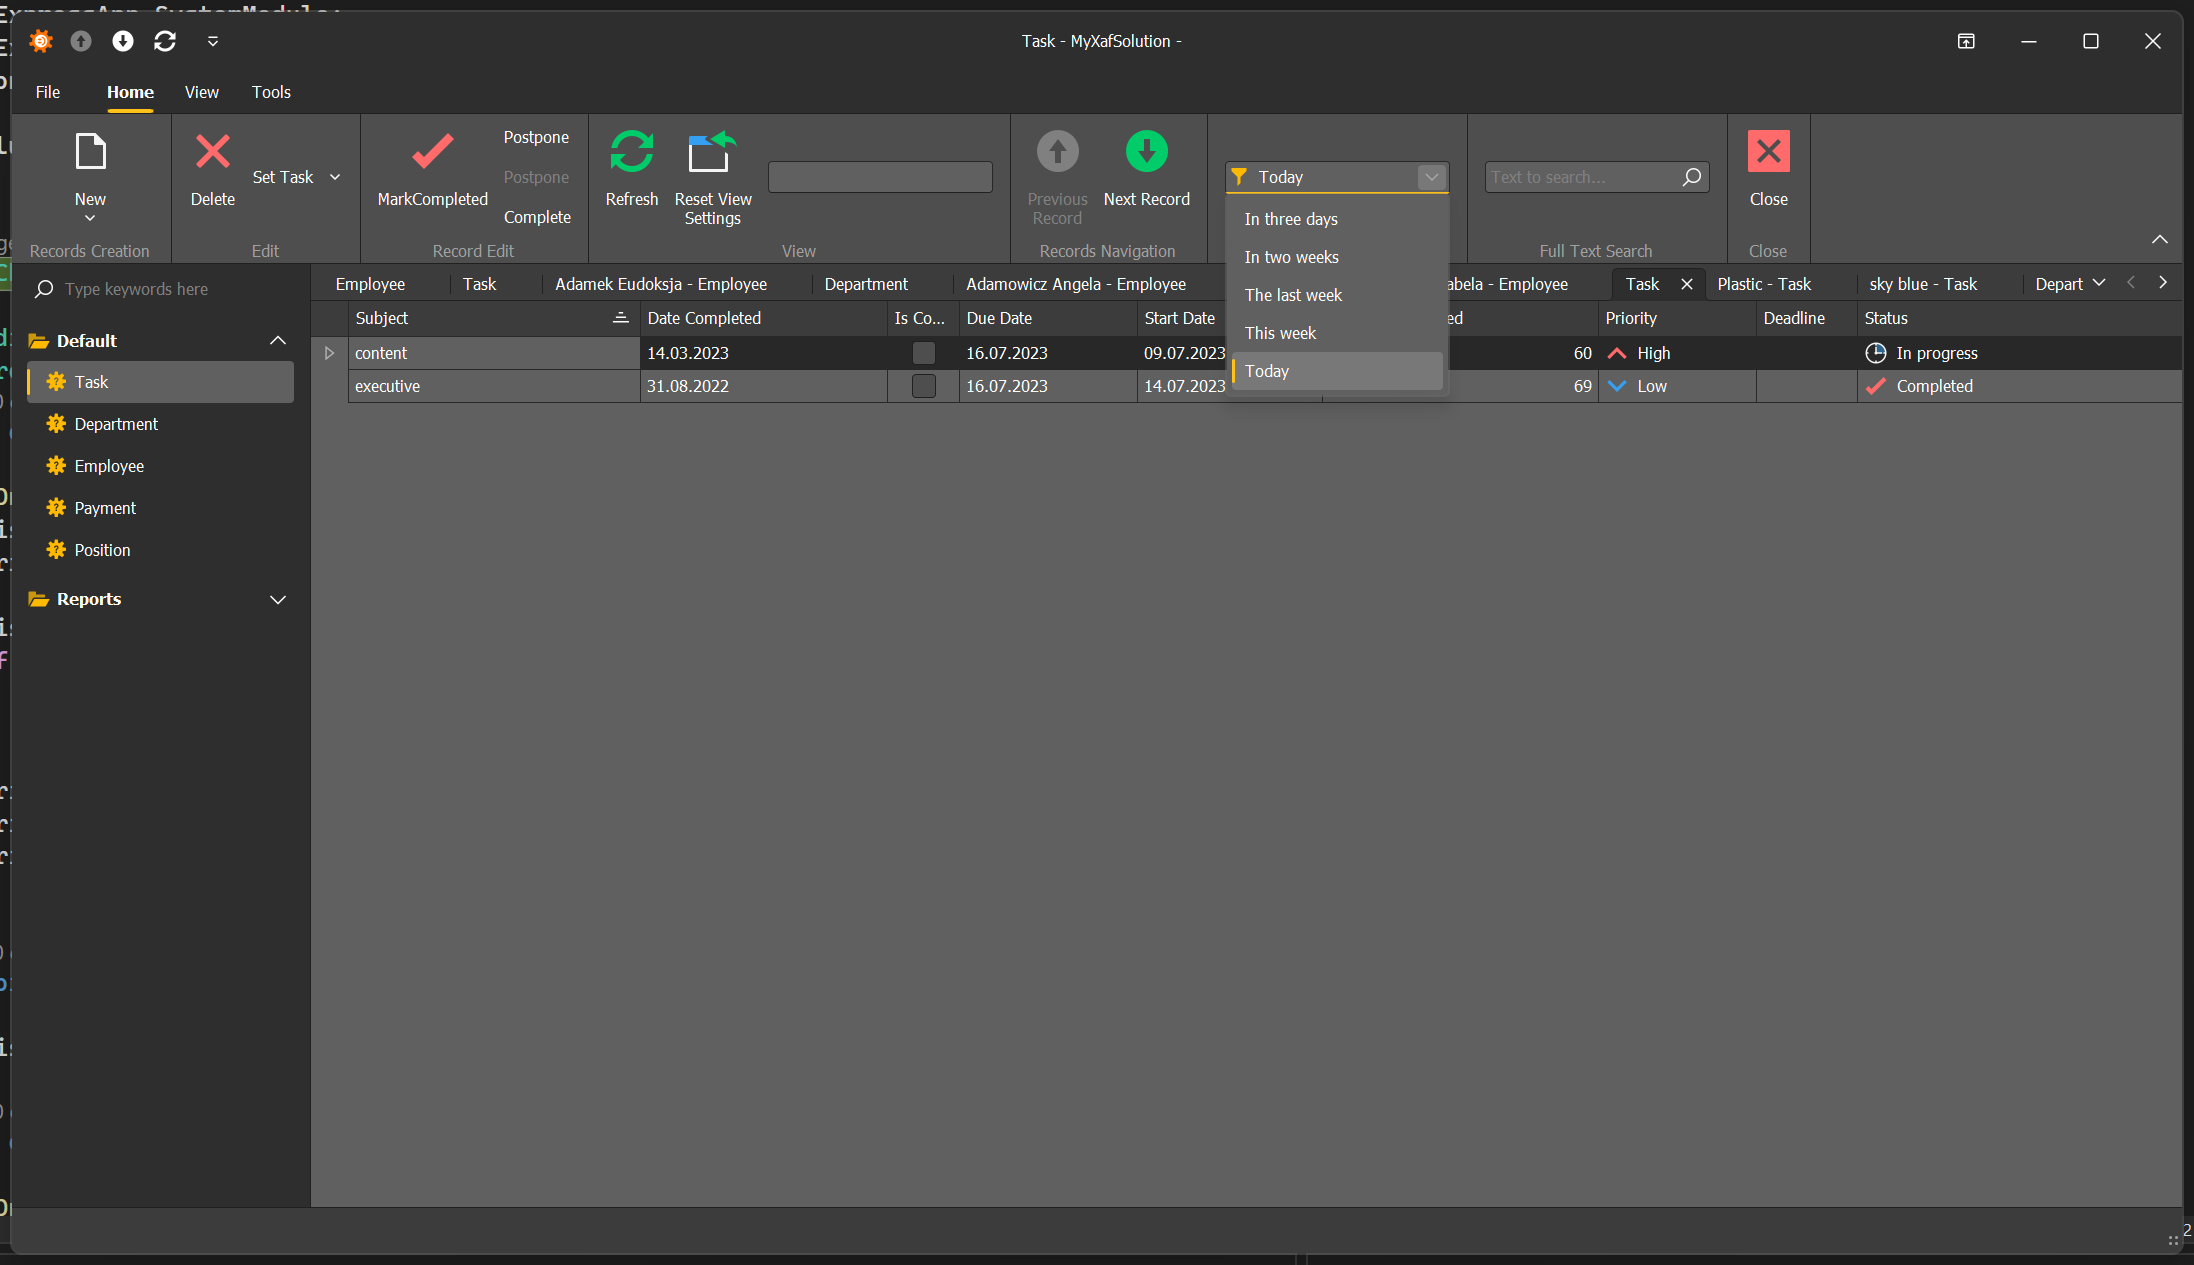 Task - MyXafSolution -
File Home View Tools
New
Delete
Set Task
MarkCompleted
Postpone
Postpone
Complete
Refresh
Reset View
Settings
Previous
Record
Next Record
Today
Text to search...
Close
Records Creation
Edit
Record Edit
View
Records Navigation
Full Text Search
Close
In three days
In two weeks
The last week
This week
Today
Type keywords here
Default
Task
Department
Employee
Payment
Position
Reports
Employee Task Adamek Eudoksja - Employee Department Adamowicz Angela - Employee abela - Employee Task Plastic - Task sky blue - Task Depart
Subject Date Completed Is Co... Due Date Start Date ed Priority Deadline Status
content 14.03.2023 16.07.2023 09.07.2023 60 High In progress
executive 31.08.2022 16.07.2023 14.07.2023 69 Low Completed